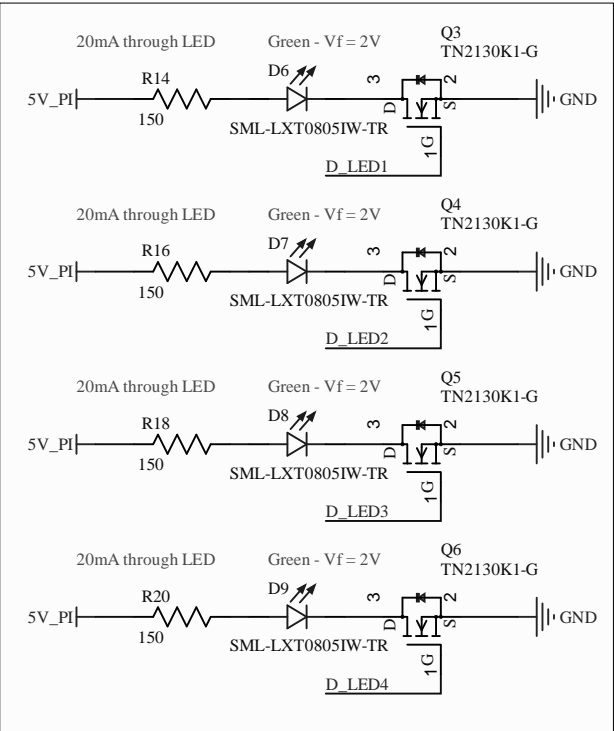 20mA through LED Green - Vf = 2V Q3
TN2130K1-G
R14 D6 3 2
5V_PI D S GND
150 SML-LXT0805IW-TR
1 G
D_LED1
20mA through LED Green - Vf = 2V Q4
TN2130K1-G
R16 D7 3 2
5V_PI D S GND
150 SML-LXT0805IW-TR
1 G
D_LED2
20mA through LED Green - Vf = 2V Q5
TN2130K1-G
R18 D8 3 2
5V_PI D S GND
150 SML-LXT0805IW-TR
1 G
D_LED3
20mA through LED Green - Vf = 2V Q6
TN2130K1-G
R20 D9 3 2
5V_PI D S GND
150 SML-LXT0805IW-TR
1 G
D_LED4